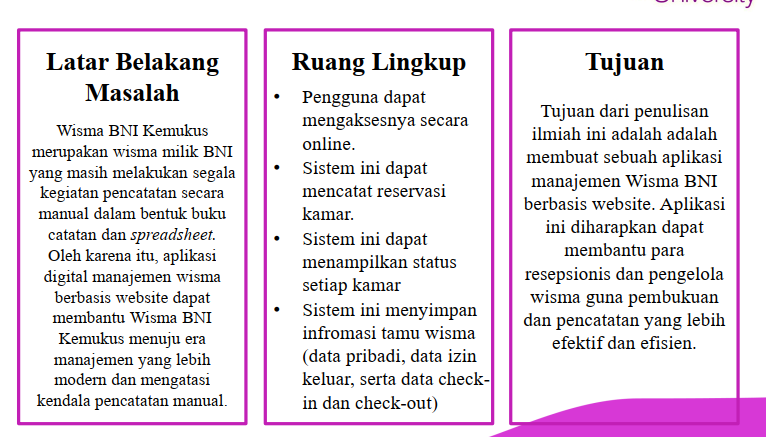 University
Latar Belakang
Masalah
Wisma BNI Kemukus
merupakan wisma milik BNI
yang masih melakukan segala
kegiatan pencatatan secara
manual dalam bentuk buku
catatan dan spreadsheet.
Oleh karena itu, aplikasi
digital manajemen wisma
berbasis website dapat
membantu Wisma BNI
Kemukus menuju era
manajemen yang lebih
modern dan mengatasi
kendala pencatatan manual.
Ruang Lingkup
• Pengguna dapat
mengaksesnya secara
online.
• Sistem ini dapat
mencatat reservasi
kamar.
• Sistem ini dapat
menampilkan status
setiap kamar
• Sistem ini menyimpan
infromasi tamu wisma
(data pribadi, data izin
keluar, serta data check-
in dan check-out)
Tujuan
Tujuan dari penulisan
ilmiah ini adalah adalah
membuat sebuah aplikasi
manajemen Wisma BNI
berbasis website. Aplikasi
ini diharapkan dapat
membantu para
resepsionis dan pengelola
wisma guna pembukuan
dan pencatatan yang lebih
efektif dan efisien.